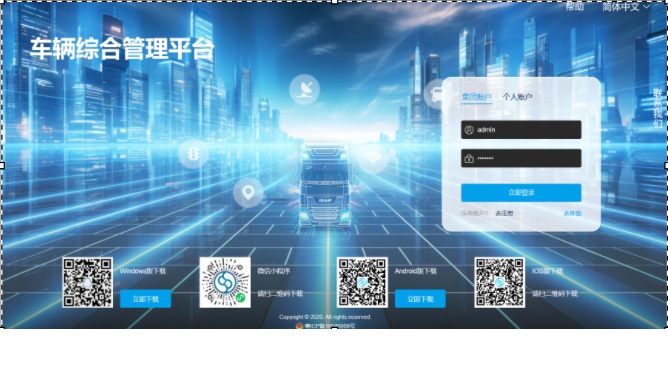 帮助 简体中文
车辆综合管理平台
集团账户 个人账户
admin
立即登录
没有账户? 去注册 去体验
Windows版下载
立即下载
微信小程序
请扫二维码下载
Android版下载
立即下载
IOS版下载
请扫二维码下载
Copyright © 2020. All rights reserved.